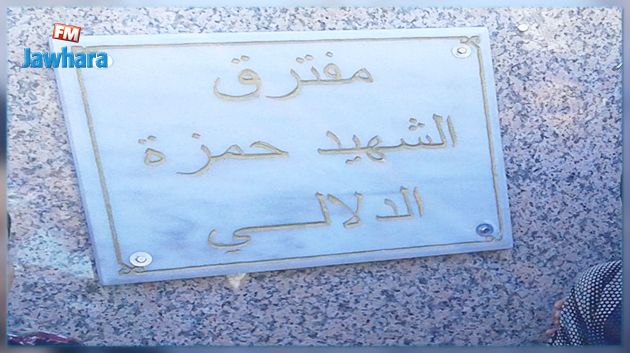 FM
Jawhara
مفترق
الشهيد حمزة
الدلالي